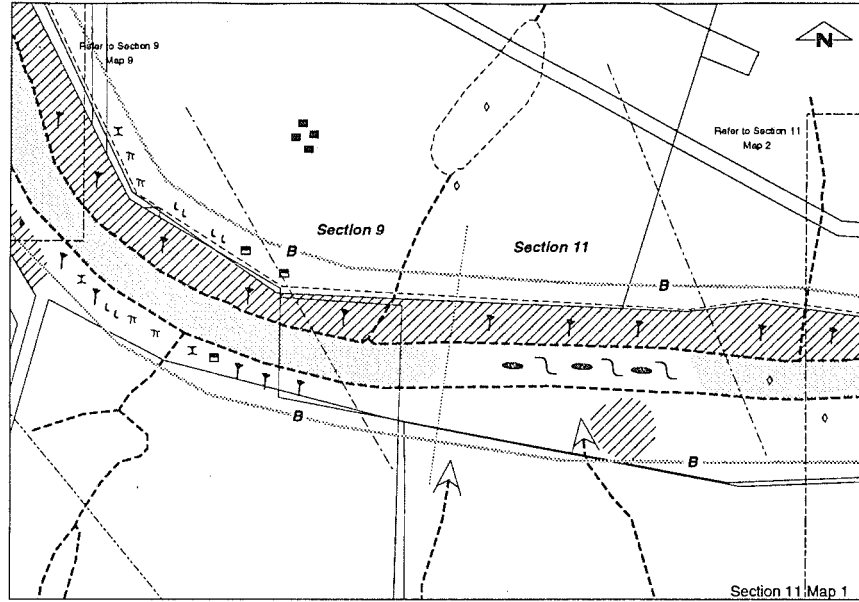 Refer to Section 9
Map 9
N
Refer to Section 11
Map 2
Section 9
Section 11
B
B
B
B
Section 11 Map 1